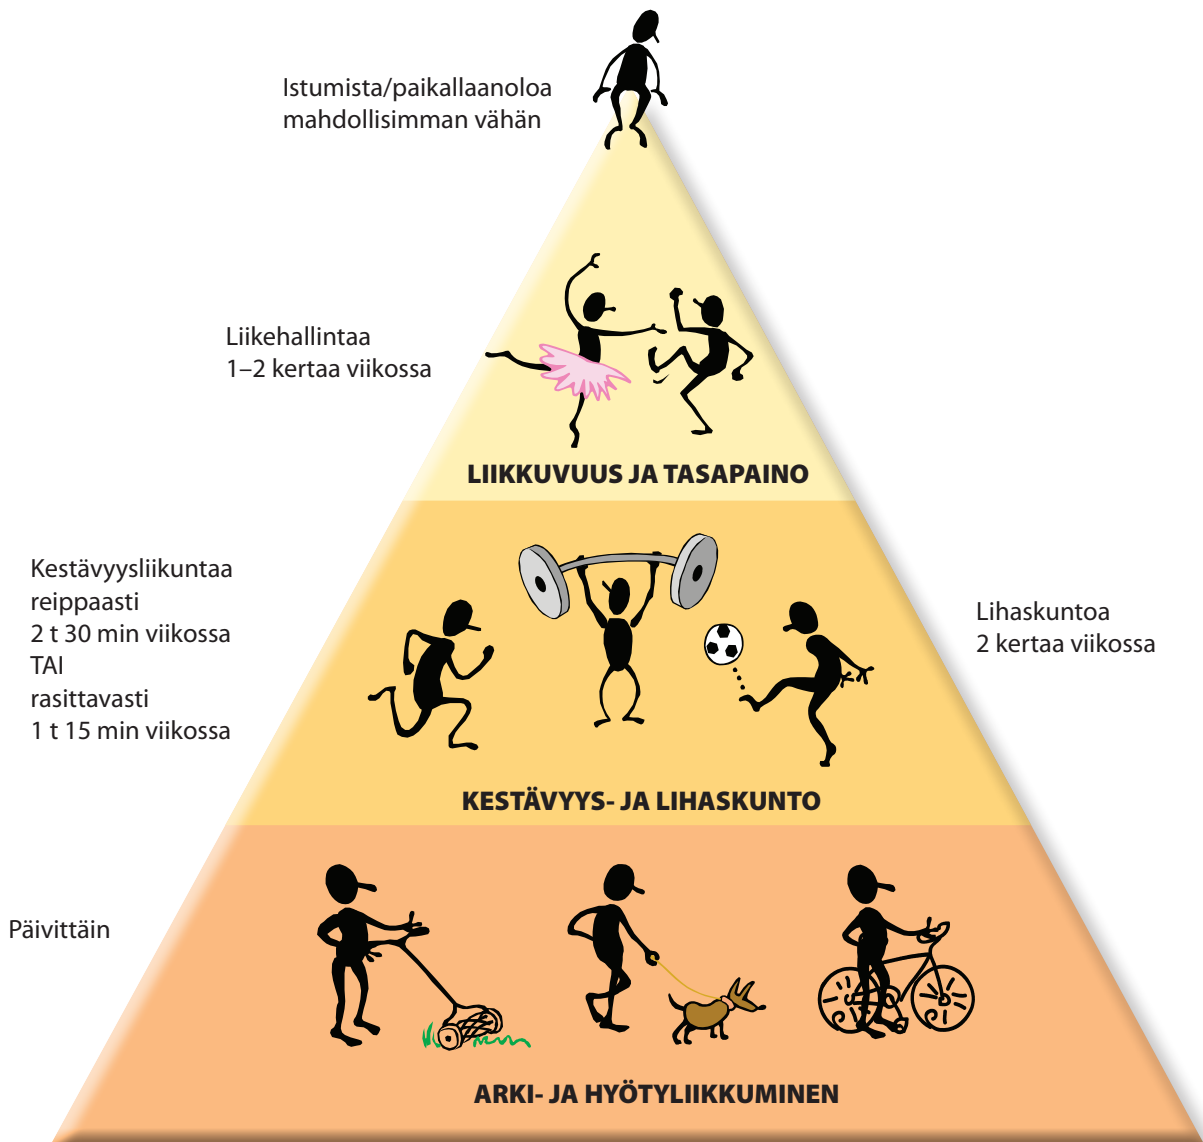 Istumista/paikallaanoloa
mahdollisimman vähän
Liikehallintaa
1–2 kertaa viikossa
LIIKKUVUUS JA TASAPAINO
Kestävyysliikuntaa
reippaasti
2 t 30 min viikossa
TAI
rasittavasti
1 t 15 min viikossa
Lihaskuntoa
2 kertaa viikossa
KESTÄVYYS- JA LIHASKUNTO
Päivittäin
ARKI- JA HYÖTYLIIKKUMINEN